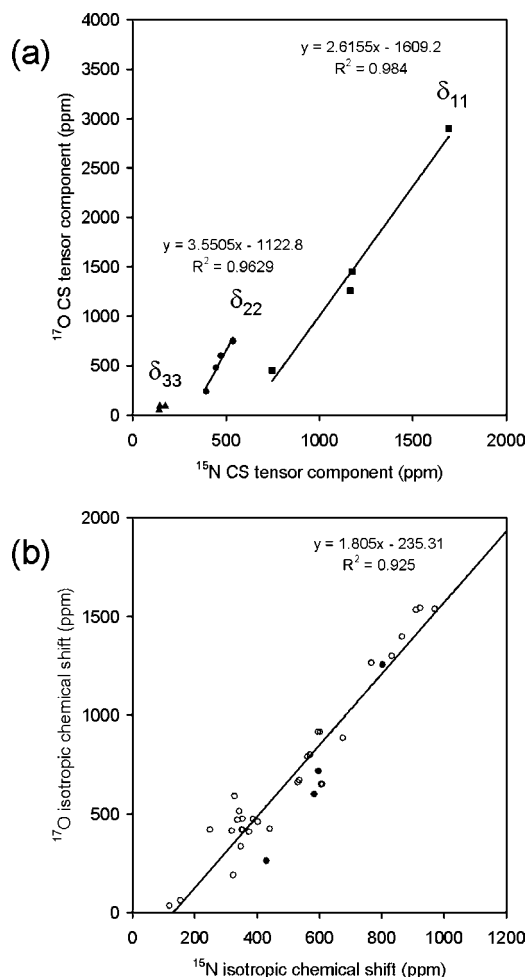 (a)
4000
3500
3000
2500
2000
1500
1000
500
0
y = 2.6155x - 1609.2
R² = 0.984
δ₁₁
y = 3.5505x - 1122.8
R² = 0.9629
δ₂₂
δ₃₃
¹⁷O CS tensor component (ppm)
0 500 1000 1500 2000
¹⁵N CS tensor component (ppm)
(b)
2000
1500
1000
500
0
y = 1.805x - 235.31
R² = 0.925
¹⁷O isotropic chemical shift (ppm)
0 200 400 600 800 1000 1200
¹⁵N isotropic chemical shift (ppm)